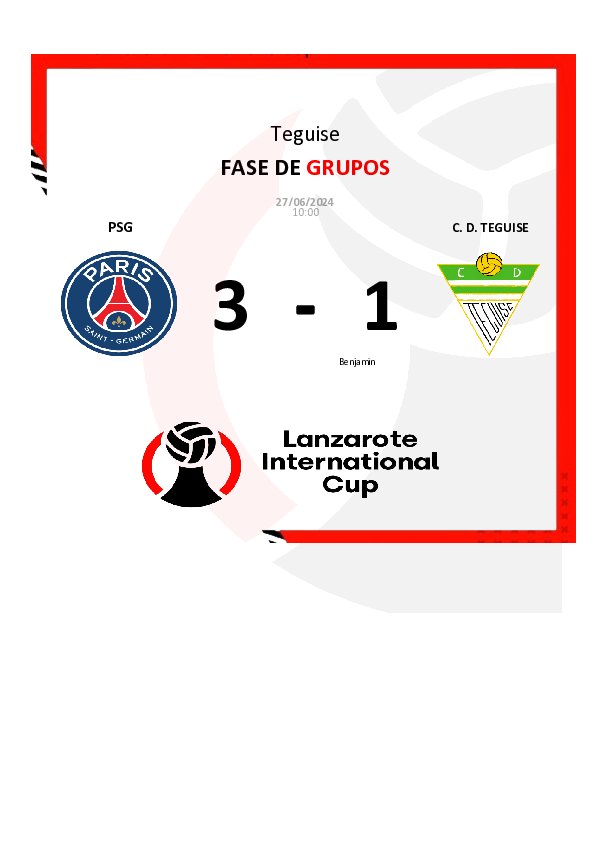 Teguise
FASE DE GRUPOS
27/06/2024
10:00
PSG
C. D. TEGUISE
PARIS
SAINT - GERMAIN
C D
TEGUISE
3 - 1
Benjamin
Lanzarote
International
Cup